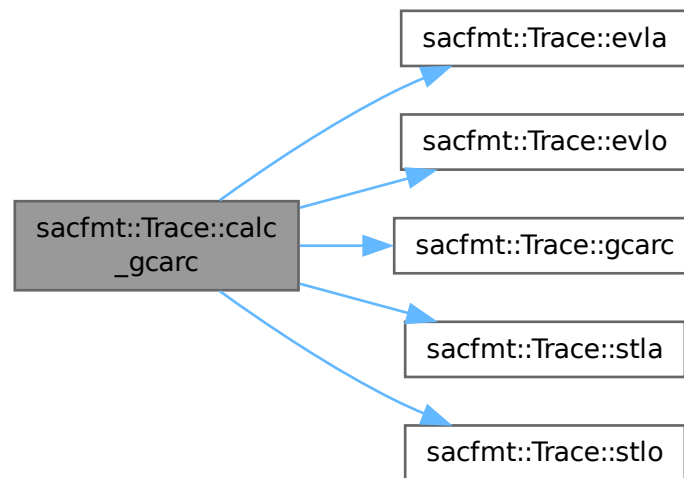 sacfmt::Trace::calc
_gcarc
sacfmt::Trace::evla
sacfmt::Trace::evlo
sacfmt::Trace::gcarc
sacfmt::Trace::stla
sacfmt::Trace::stlo